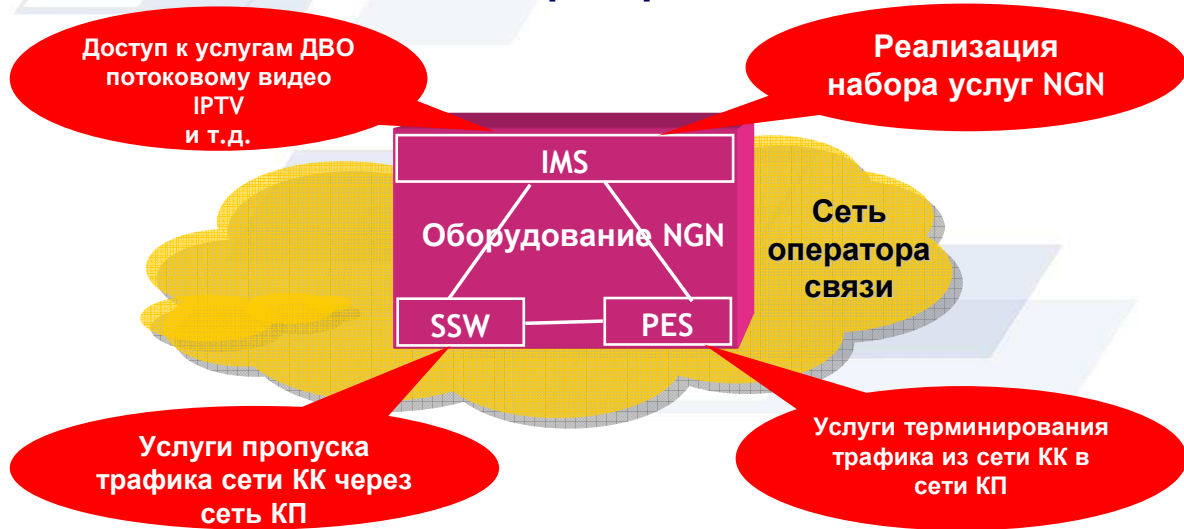 Доступ к услугам ДВО
потоковому видео
IPTV
и т.д.
Реализация
набора услуг NGN
IMS
Оборудование NGN
SSW
PES
Сеть
оператора
связи
Услуги пропуска
трафика сети КК через
сеть КП
Услуги терминирования
трафика из сети КК в
сети КП